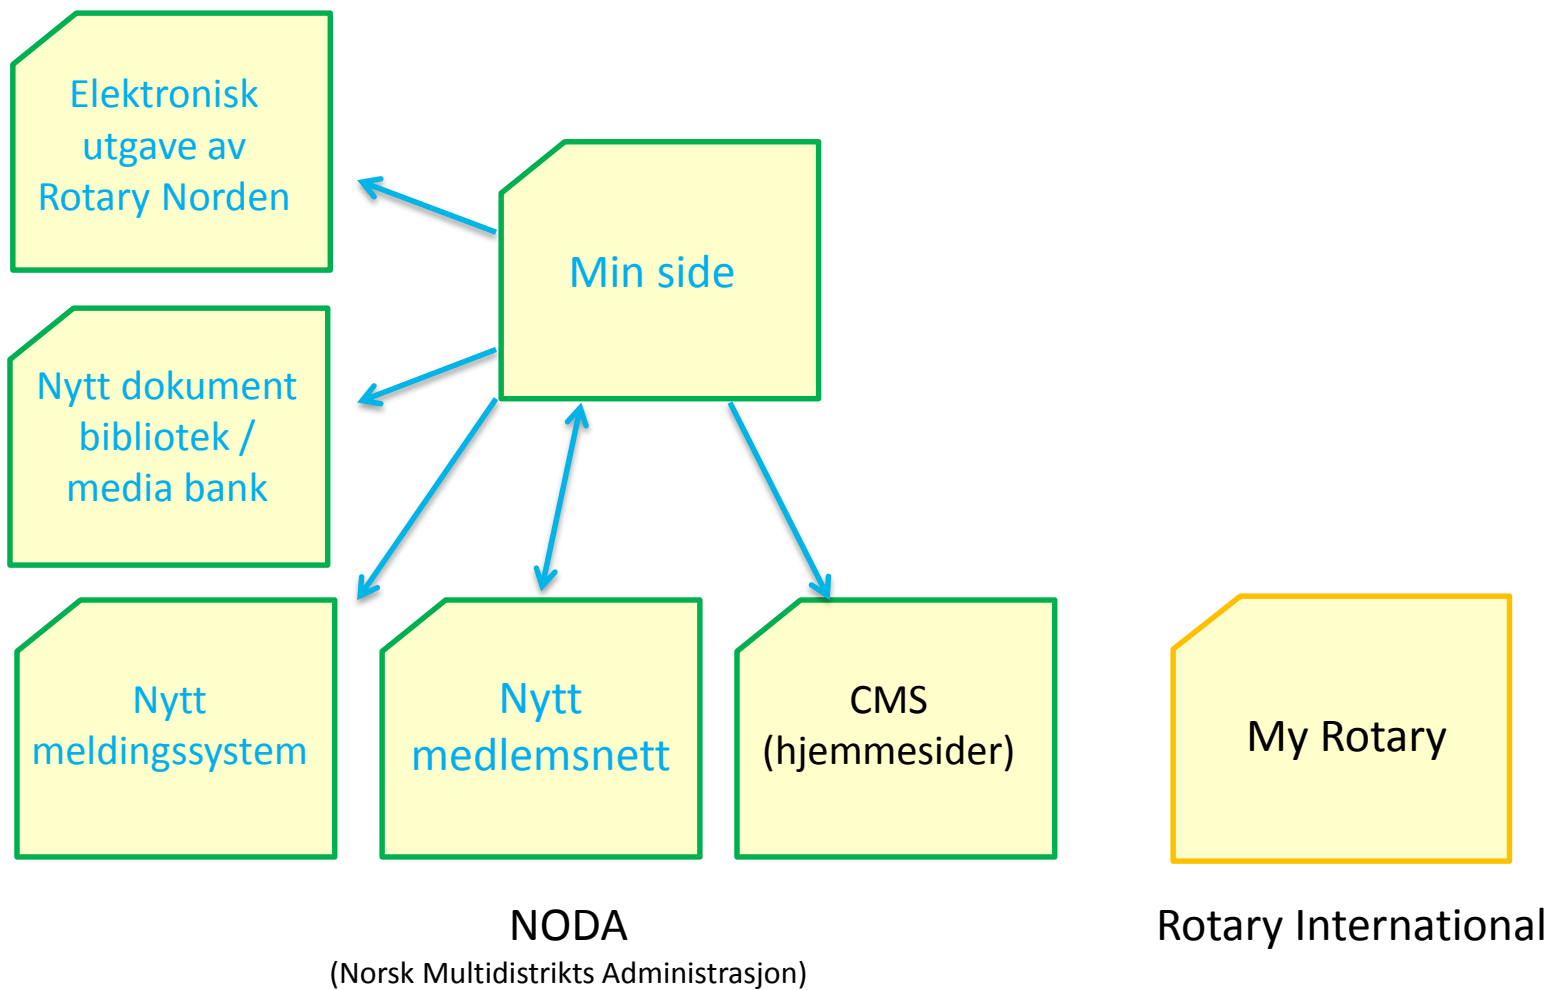 Elektronisk
utgave av
Rotary Norden
Min side
Nytt dokument
bibliotek /
media bank
Nytt
meldingssystem
Nytt
medlemsnett
CMS
(hjemmesider)
My Rotary
NODA
(Norsk Multidistrikts Administrasjon)
Rotary International